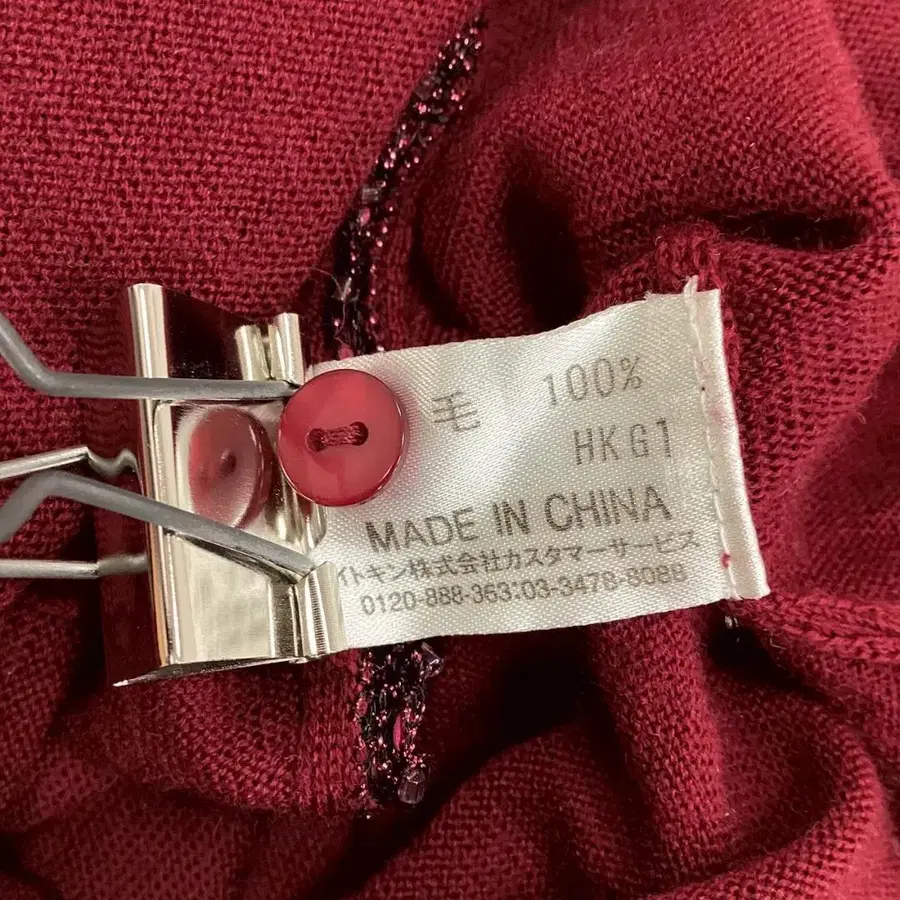 毛 100%
HKG1
MADE IN CHINA
イトキン株式会社カスタマーサービス
0120-888-363:03-3478-8088